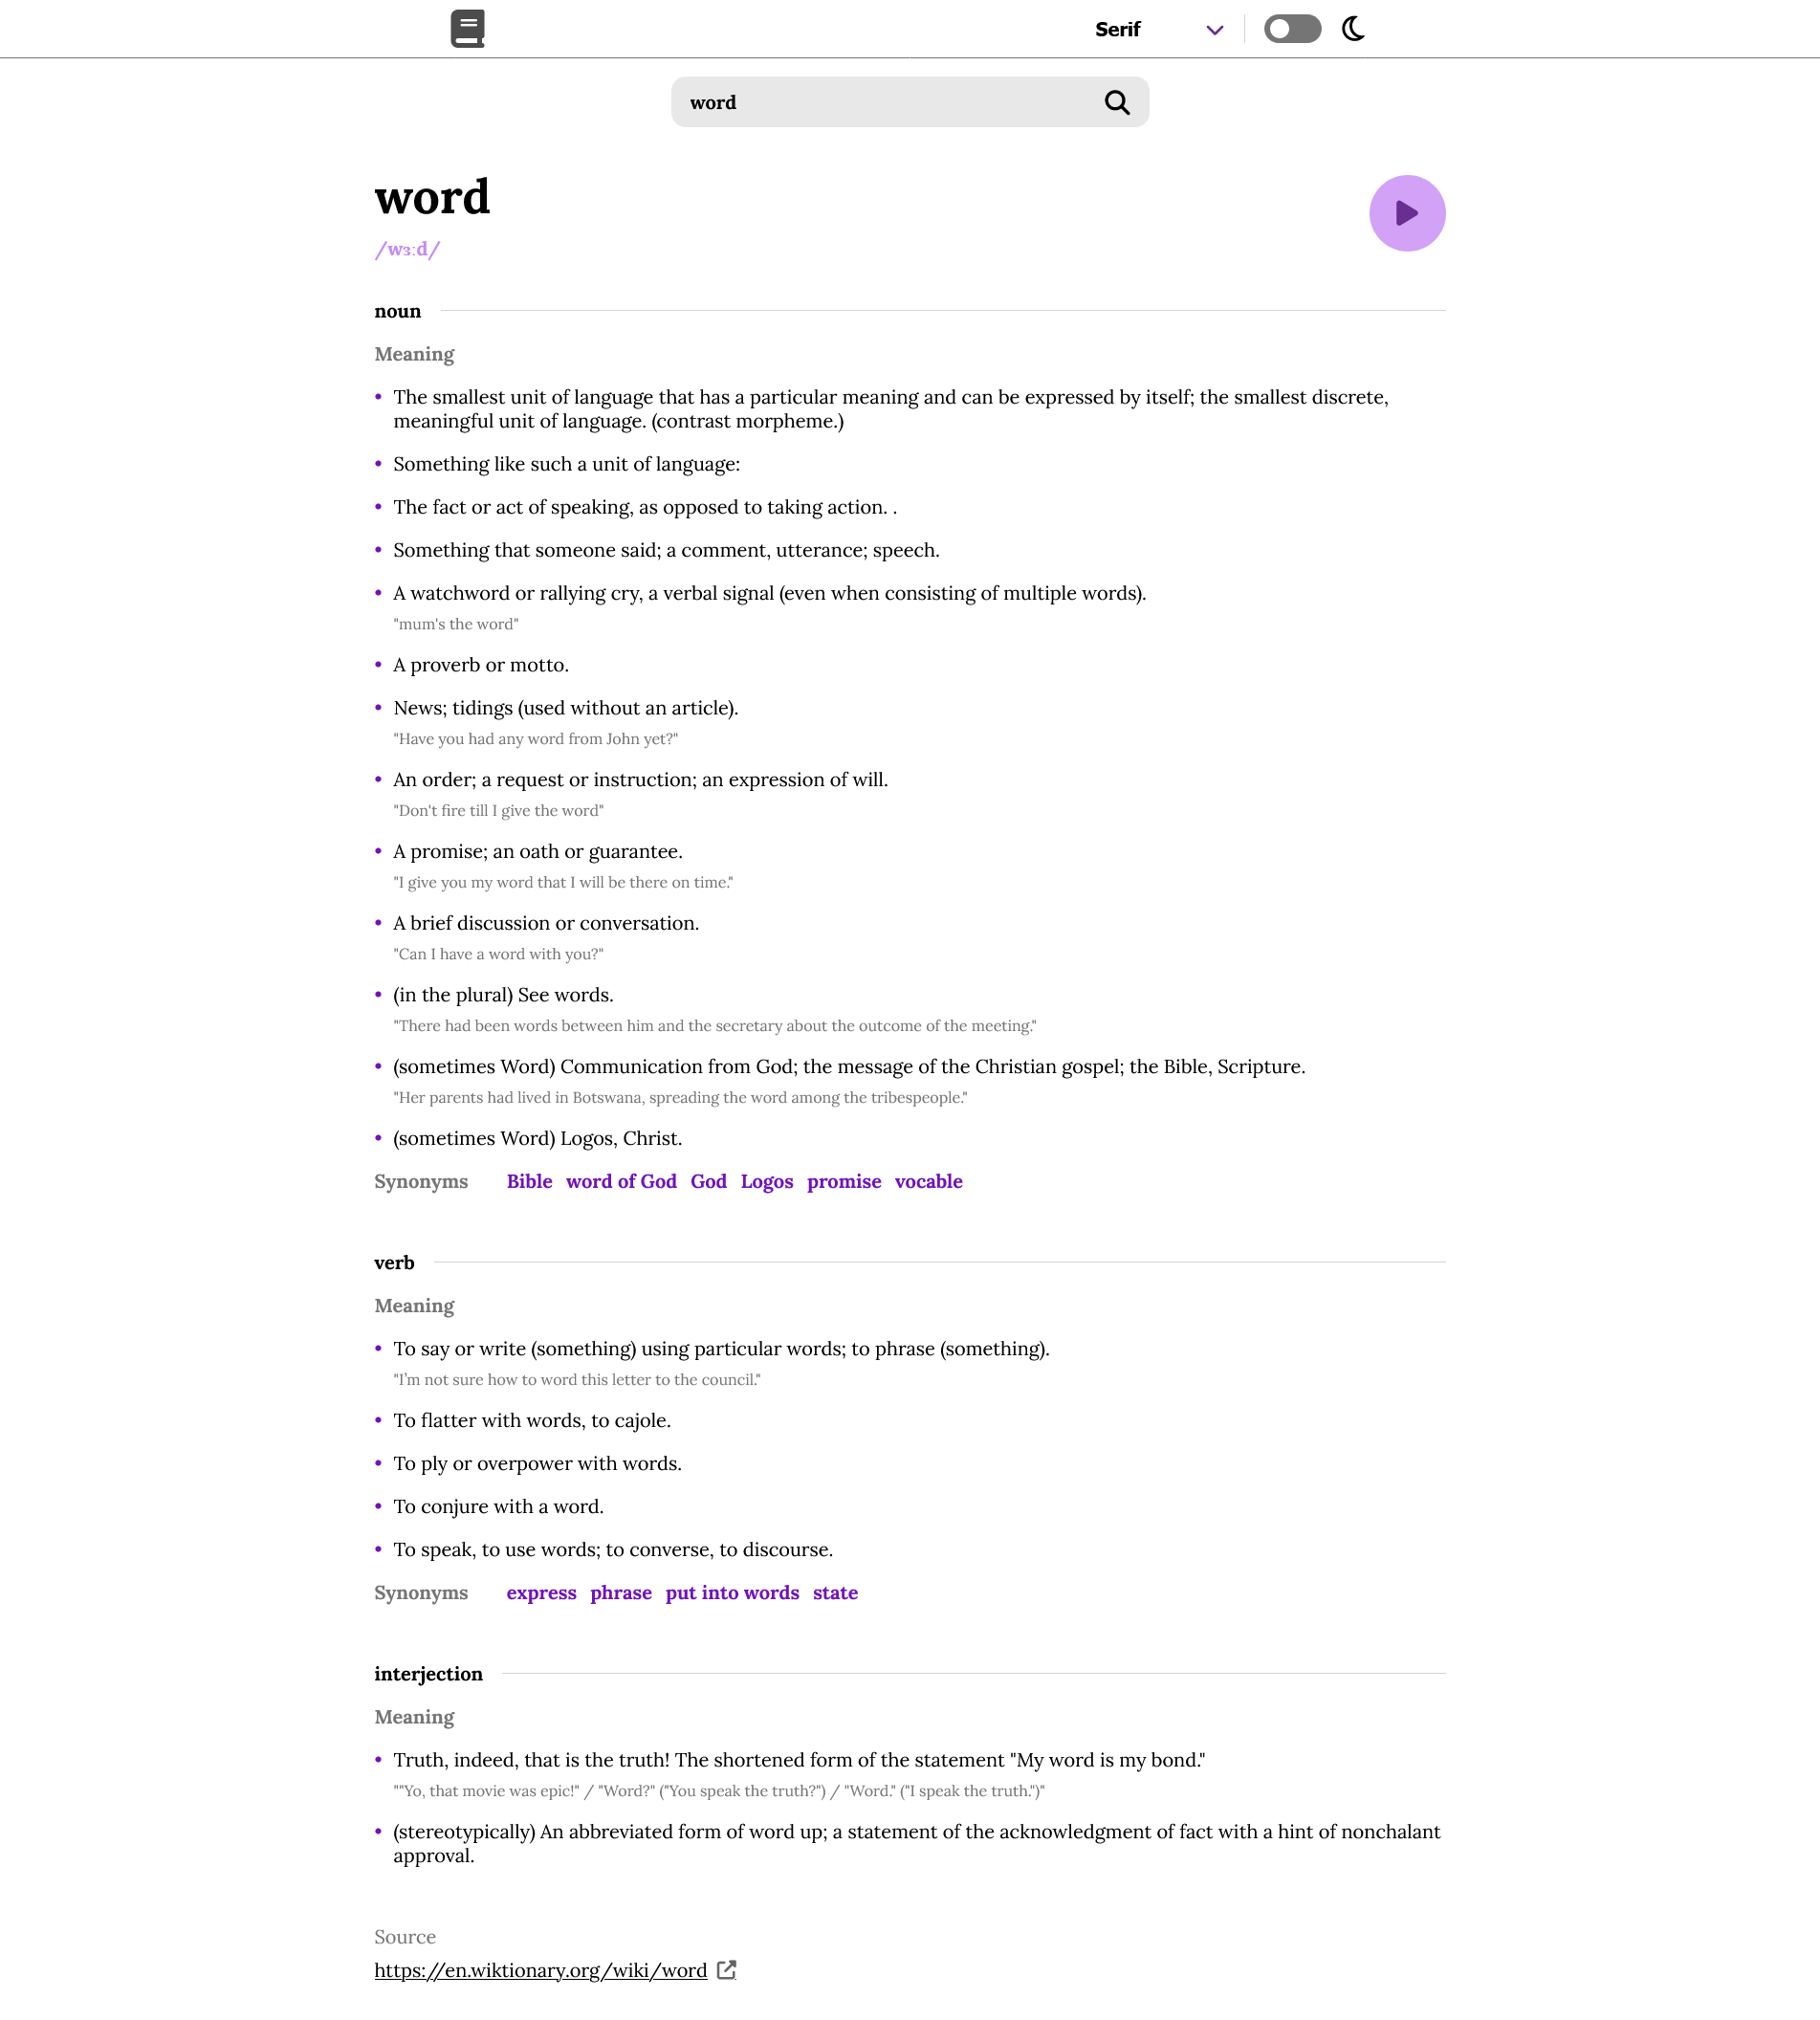 Serif
word
word
/wɜːd/
noun
Meaning
• The smallest unit of language that has a particular meaning and can be expressed by itself; the smallest discrete,
meaningful unit of language. (contrast morpheme.)
• Something like such a unit of language:
• The fact or act of speaking, as opposed to taking action. .
• Something that someone said; a comment, utterance; speech.
• A watchword or rallying cry, a verbal signal (even when consisting of multiple words).
"mum's the word"
• A proverb or motto.
• News; tidings (used without an article).
"Have you had any word from John yet?"
• An order; a request or instruction; an expression of will.
"Don't fire till I give the word"
• A promise; an oath or guarantee.
"I give you my word that I will be there on time."
• A brief discussion or conversation.
"Can I have a word with you?"
• (in the plural) See words.
"There had been words between him and the secretary about the outcome of the meeting."
• (sometimes Word) Communication from God; the message of the Christian gospel; the Bible, Scripture.
"Her parents had lived in Botswana, spreading the word among the tribespeople."
• (sometimes Word) Logos, Christ.
Synonyms Bible word of God God Logos promise vocable
verb
Meaning
• To say or write (something) using particular words; to phrase (something).
"I’m not sure how to word this letter to the council."
• To flatter with words, to cajole.
• To ply or overpower with words.
• To conjure with a word.
• To speak, to use words; to converse, to discourse.
Synonyms express phrase put into words state
interjection
Meaning
• Truth, indeed, that is the truth! The shortened form of the statement "My word is my bond."
""Yo, that movie was epic!" / "Word?" ("You speak the truth?") / "Word." ("I speak the truth.")"
• (stereotypically) An abbreviated form of word up; a statement of the acknowledgment of fact with a hint of nonchalant
approval.
Source
https://en.wiktionary.org/wiki/word